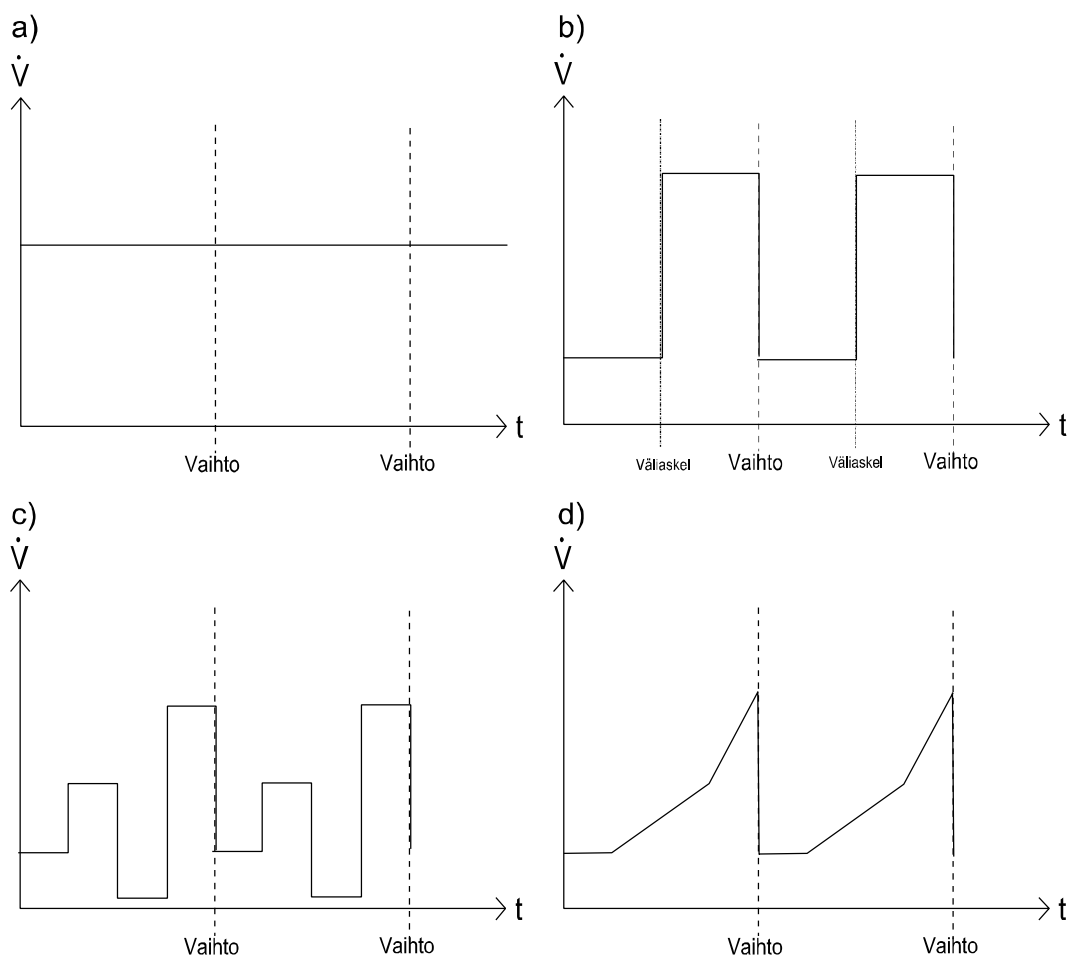 a)
V̇
t
Vaihto Vaihto
b)
V̇
t
Väliaskel Vaihto Väliaskel Vaihto
c)
V̇
t
Vaihto Vaihto
d)
V̇
t
Vaihto Vaihto